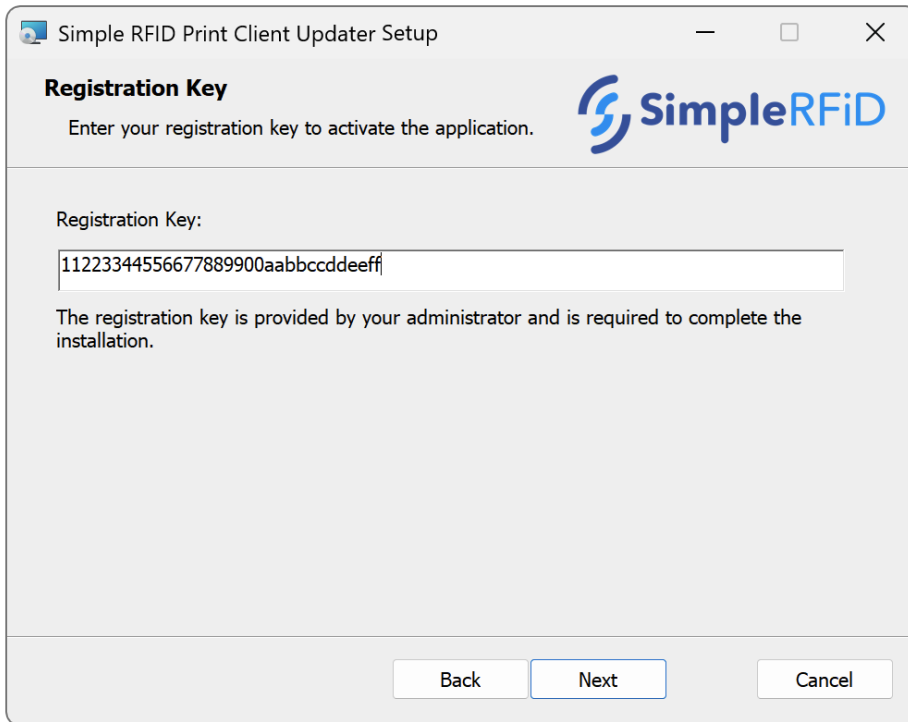 Simple RFID Print Client Updater Setup
Registration Key
Enter your registration key to activate the application.
SimpleRFiD
Registration Key:
11223344556677889900aabbccddeeff
The registration key is provided by your administrator and is required to complete the
installation.
Back
Next
Cancel